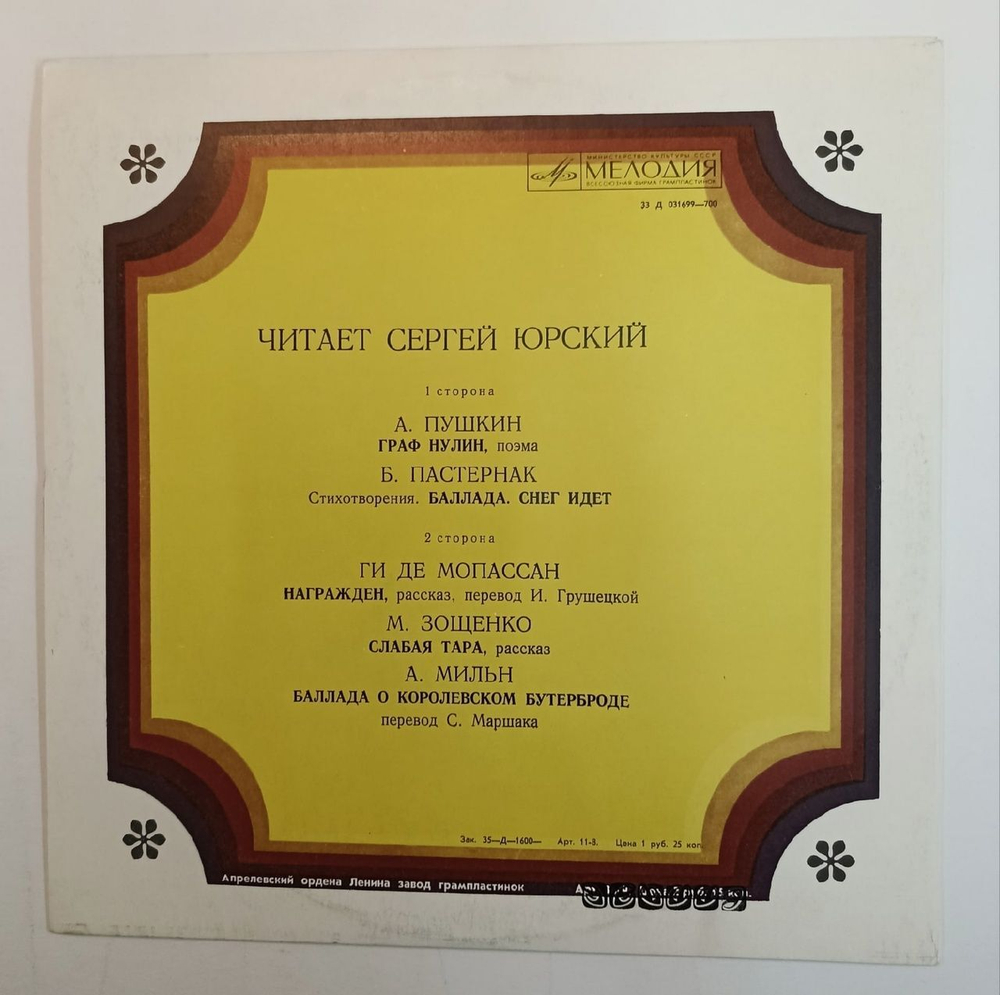 МИНИСТЕРСТВО КУЛЬТУРЫ СССР
МЕЛОДИЯ
ВСЕСОЮЗНАЯ ФИРМА ГРАМПЛАСТИНОК
33 Д 031699—700
ЧИТАЕТ СЕРГЕЙ ЮРСКИЙ
1 сторона
А. ПУШКИН
ГРАФ НУЛИН, поэма
Б. ПАСТЕРНАК
Стихотворения. БАЛЛАДА. СНЕГ ИДЕТ
2 сторона
ГИ ДЕ МОПАССАН
НАГРАЖДЕН, рассказ, перевод И. Грушецкой
М. ЗОЩЕНКО
СЛАБАЯ ТАРА, рассказ
А. МИЛЬН
БАЛЛАДА О КОРОЛЕВСКОМ БУТЕРБРОДЕ
перевод С. Маршака
Зак. 35—Д—1600— Арт. 11-8. Цена 1 руб. 25 коп.
Апрелевский ордена Ленина завод грампластинок